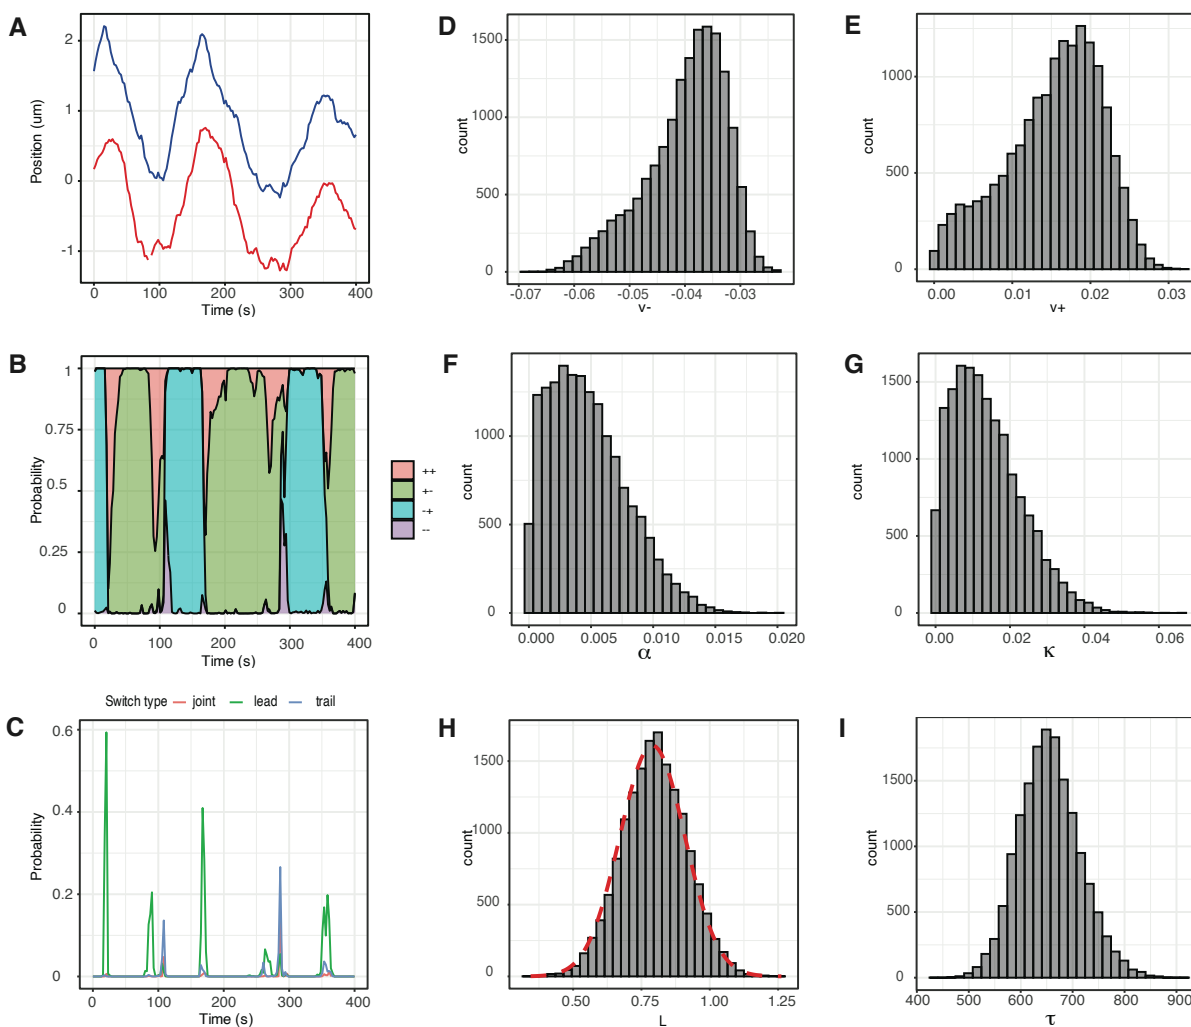 A
2
1
0
-1
Position (um)
0 100 200 300 400
Time (s)
D
1500
1000
500
0
count
-0.07 -0.06 -0.05 -0.04 -0.03
v-
E
1000
500
0
count
0.00 0.01 0.02 0.03
v+
B
1
0.75
0.5
0.25
0
Probability
0 100 200 300 400
Time (s)
++
+-
-+
--
F
1000
500
0
count
0.000 0.005 0.010 0.015 0.020
α
G
1500
1000
500
0
count
0.00 0.02 0.04 0.06
κ
Switch type joint lead trail
C
0.6
0.4
0.2
0
Probability
0 100 200 300 400
Time (s)
H
1500
1000
500
0
count
0.50 0.75 1.00 1.25
L
I
1500
1000
500
0
count
400 500 600 700 800 900
τ